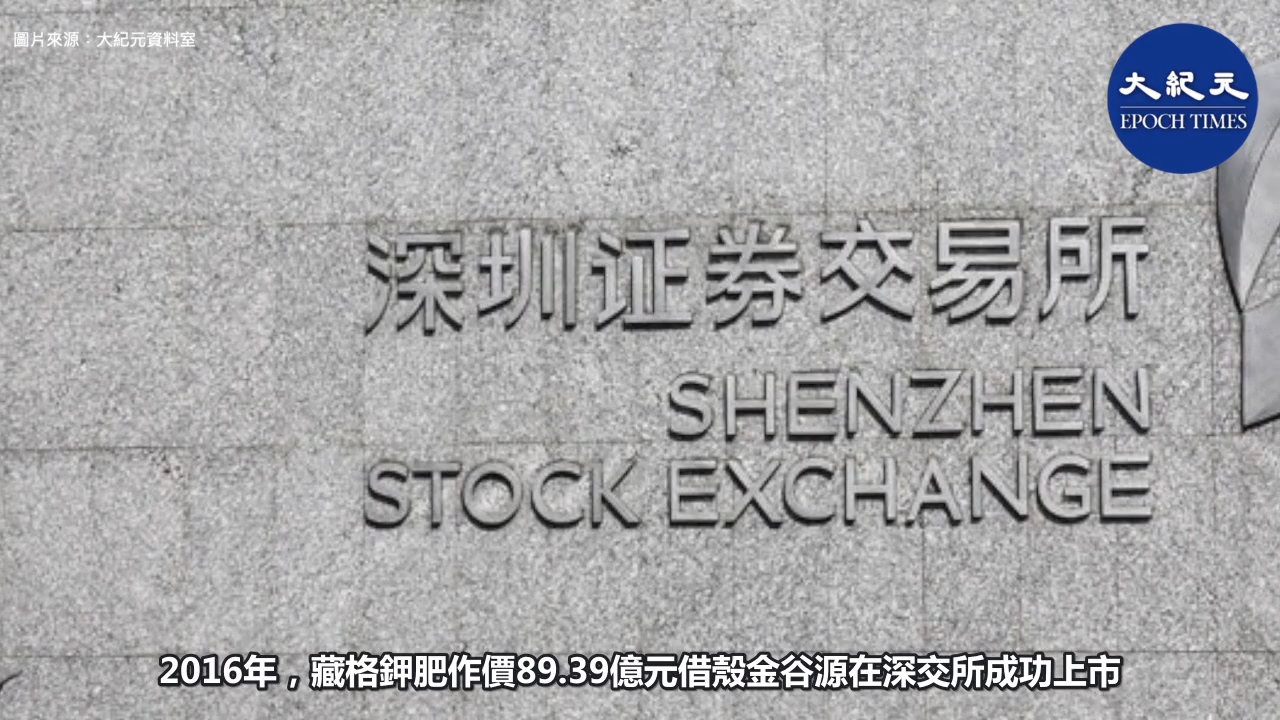 圖片來源：大紀元資料室
大紀元
EPOCH TIMES
深圳证券交易所
SHENZHEN
STOCK EXCHANGE
2016年，藏格鉀肥作價89.39億元借殼金谷源在深交所成功上市